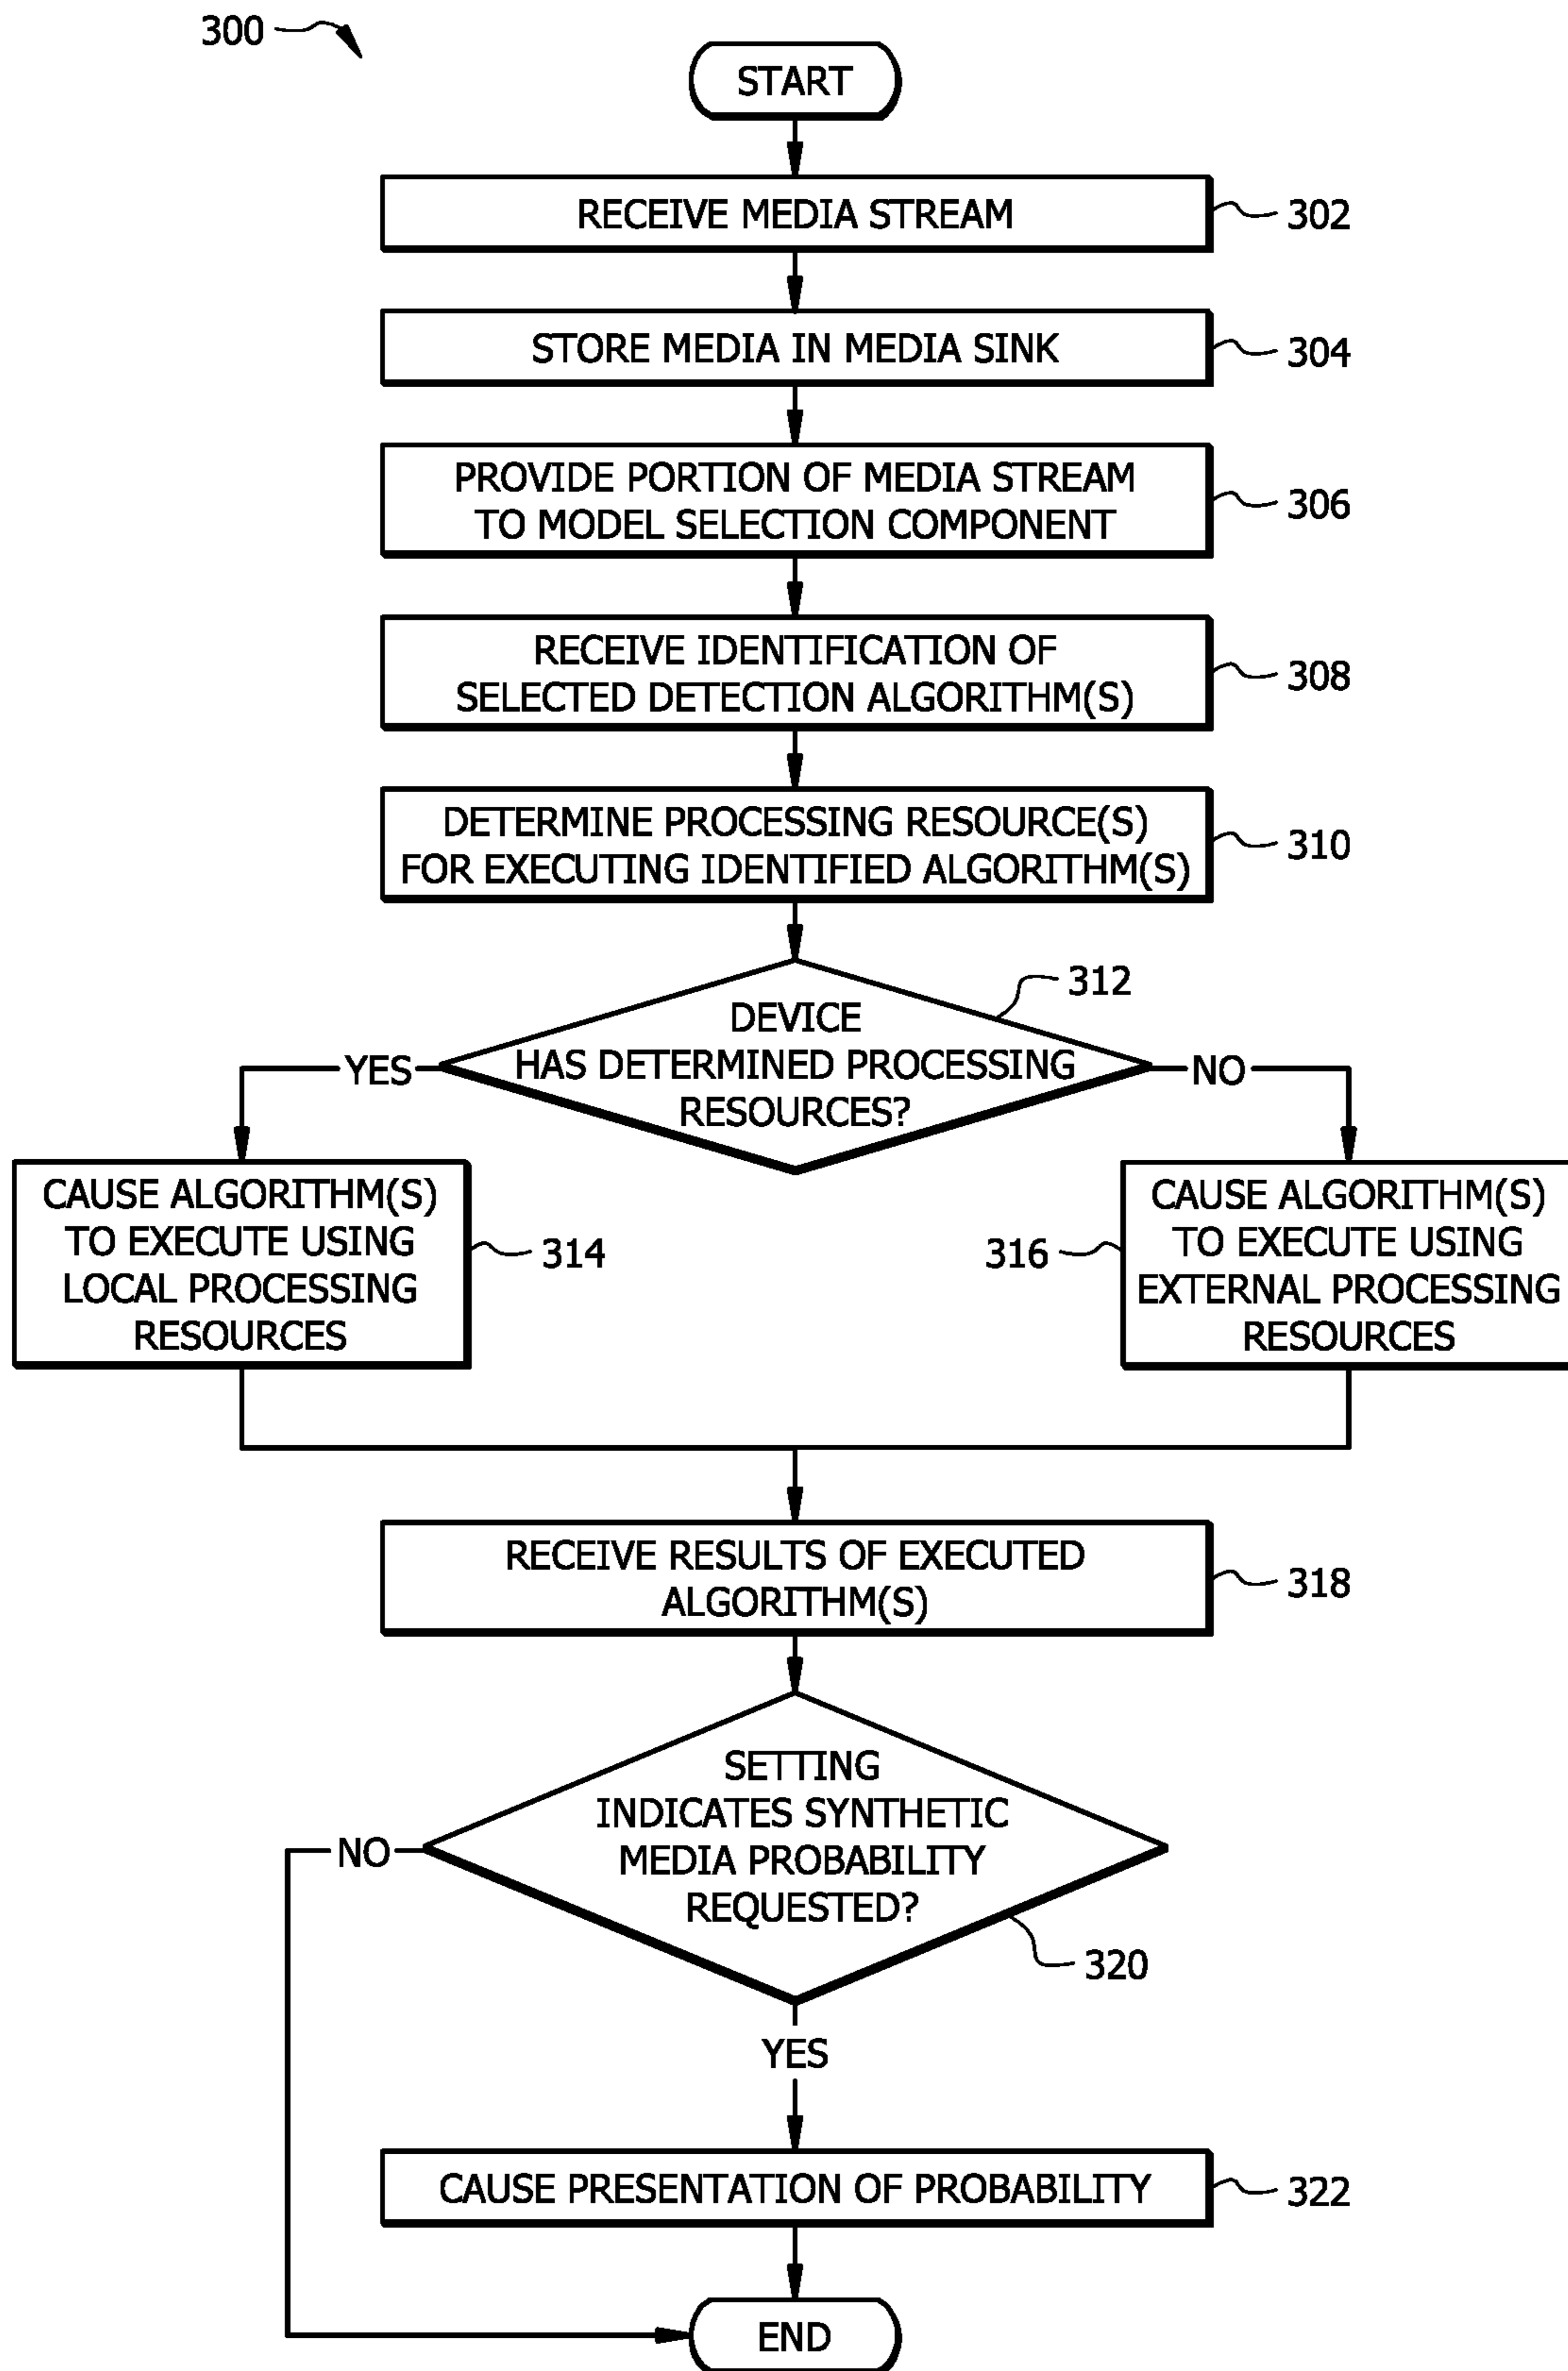 300
START
RECEIVE MEDIA STREAM
302
STORE MEDIA IN MEDIA SINK
304
PROVIDE PORTION OF MEDIA STREAM
TO MODEL SELECTION COMPONENT
306
RECEIVE IDENTIFICATION OF
SELECTED DETECTION ALGORITHM(S)
308
DETERMINE PROCESSING RESOURCE(S)
FOR EXECUTING IDENTIFIED ALGORITHM(S)
310
312
DEVICE
HAS DETERMINED PROCESSING
RESOURCES?
YES
NO
CAUSE ALGORITHM(S)
TO EXECUTE USING
LOCAL PROCESSING
RESOURCES
314
316
CAUSE ALGORITHM(S)
TO EXECUTE USING
EXTERNAL PROCESSING
RESOURCES
RECEIVE RESULTS OF EXECUTED
ALGORITHM(S)
318
SETTING
INDICATES SYNTHETIC
MEDIA PROBABILITY
REQUESTED?
NO
320
YES
CAUSE PRESENTATION OF PROBABILITY
322
END